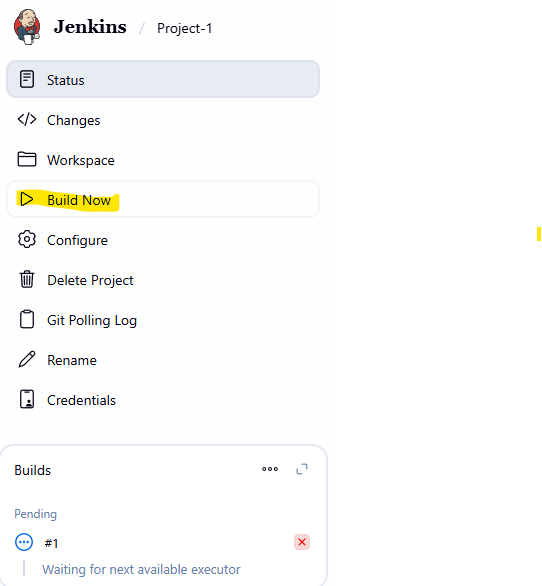 Jenkins / Project-1
Status
Changes
Workspace
Build Now
Configure
Delete Project
Git Polling Log
Rename
Credentials
Builds
Pending
#1
Waiting for next available executor